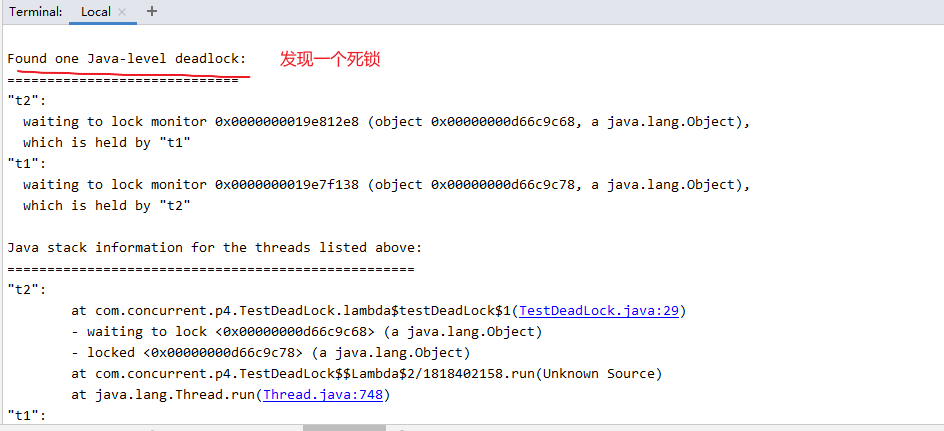 Terminal: Local × +
Found one Java-level deadlock: 发现一个死锁
=============================
"t2":
  waiting to lock monitor 0x0000000019e812e8 (object 0x00000000d66c9c68, a java.lang.Object),
  which is held by "t1"
"t1":
  waiting to lock monitor 0x0000000019e7f138 (object 0x00000000d66c9c78, a java.lang.Object),
  which is held by "t2"
Java stack information for the threads listed above:
===================================================
"t2":
        at com.concurrent.p4.TestDeadLock.lambda$testDeadLock$1(TestDeadLock.java:29)
        - waiting to lock <0x00000000d66c9c68> (a java.lang.Object)
        - locked <0x00000000d66c9c78> (a java.lang.Object)
        at com.concurrent.p4.TestDeadLock$$Lambda$2/1818402158.run(Unknown Source)
        at java.lang.Thread.run(Thread.java:748)
"t1":